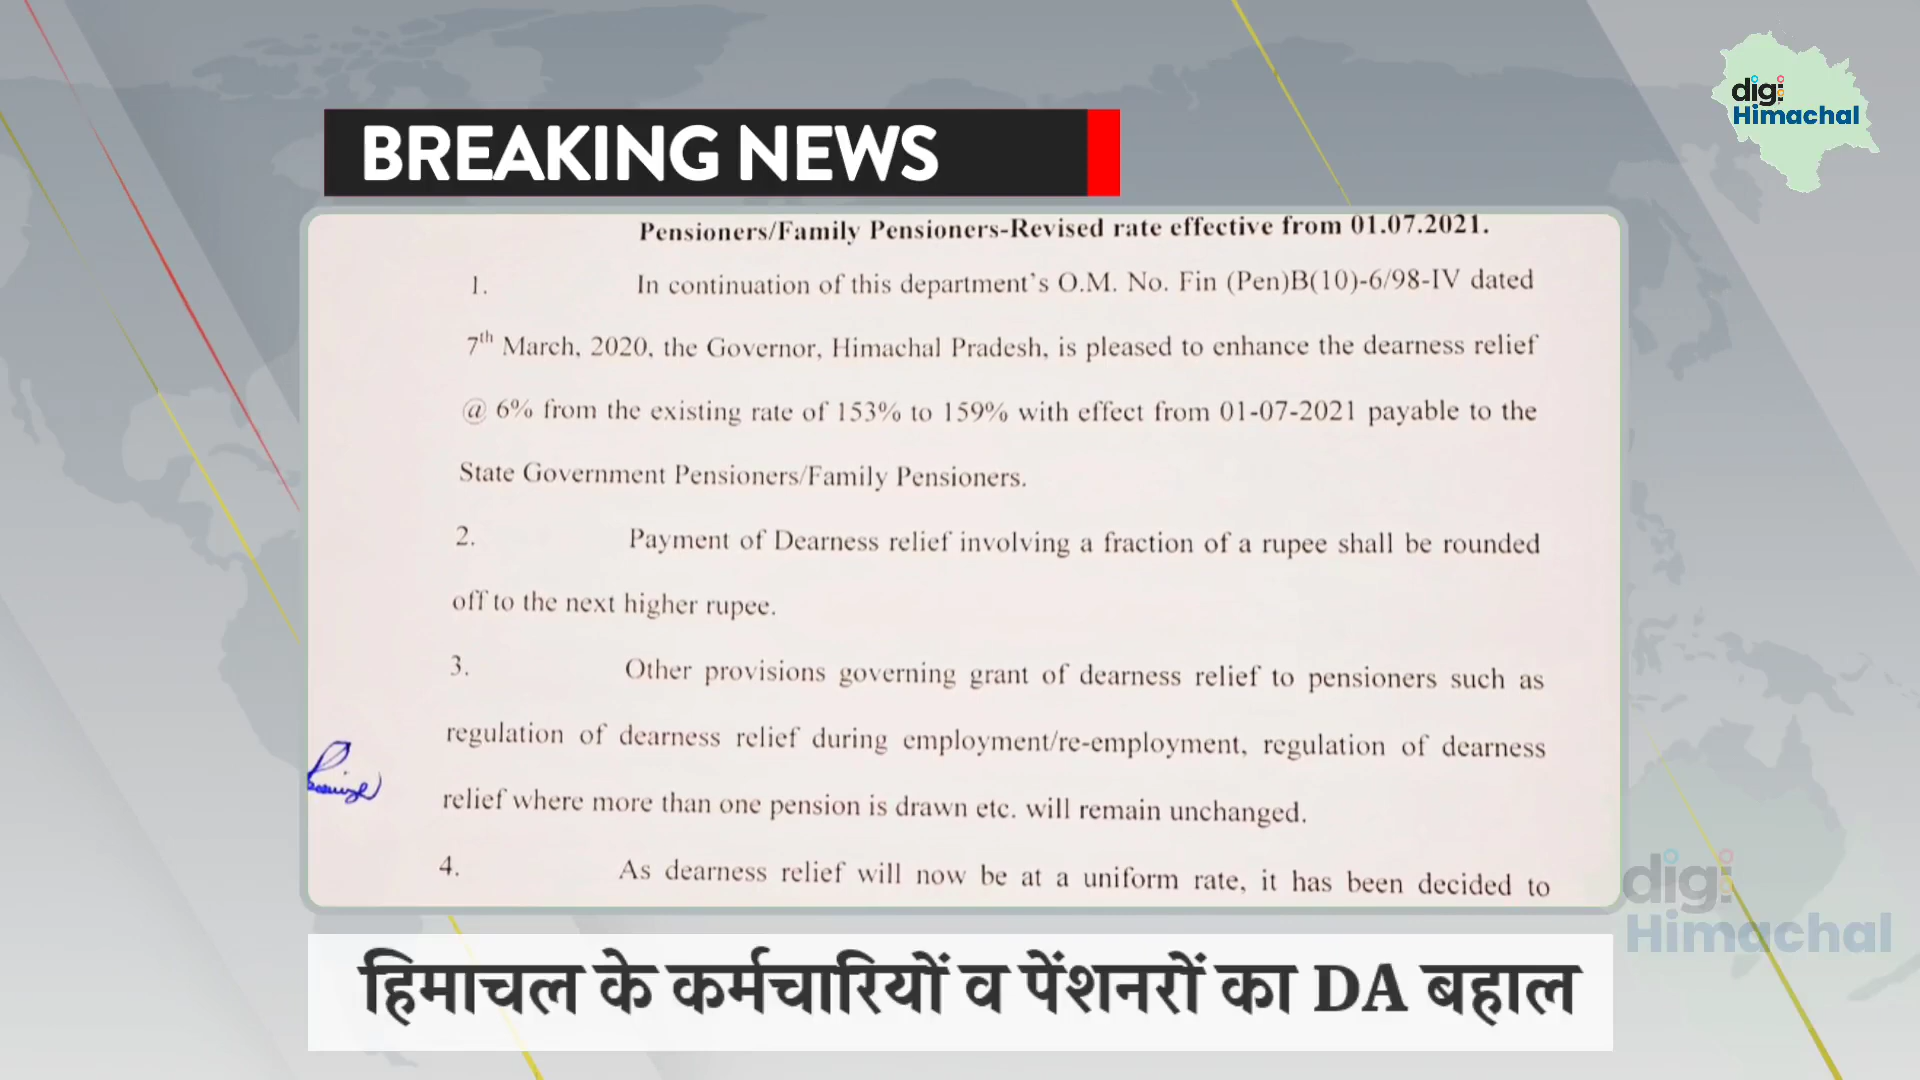 digi
Himachal
BREAKING NEWS
Pensioners/Family Pensioners-Revised rate effective from 01.07.2021.
1. In continuation of this department's O.M. No. Fin (Pen)B(10)-6/98-IV dated
7th March, 2020, the Governor, Himachal Pradesh, is pleased to enhance the dearness relief
@ 6% from the existing rate of 153% to 159% with effect from 01-07-2021 payable to the
State Government Pensioners/Family Pensioners.
2. Payment of Dearness relief involving a fraction of a rupee shall be rounded
off to the next higher rupee.
3. Other provisions governing grant of dearness relief to pensioners such as
regulation of dearness relief during employment/re-employment, regulation of dearness
relief where more than one pension is drawn etc. will remain unchanged.
4. As dearness relief will now be at a uniform rate, it has been decided to
digi
Himachal
हिमाचल के कर्मचारियों व पेंशनरों का DA बहाल